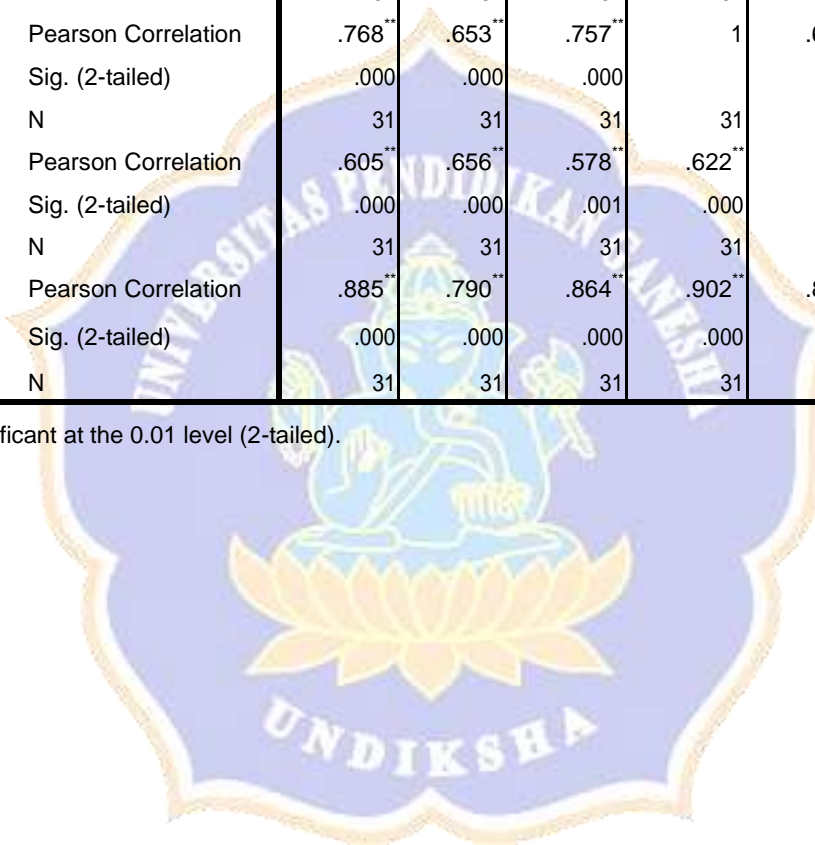 Pearson Correlation .768** .653** .757** 1
Sig. (2-tailed) .000 .000 .000
N 31 31 31 31
Pearson Correlation .605** .656** .578** .622**
Sig. (2-tailed) .000 .000 .001 .000
N 31 31 31 31
Pearson Correlation .885** .790** .864** .902**
Sig. (2-tailed) .000 .000 .000 .000
N 31 31 31 31
ficant at the 0.01 level (2-tailed).
UNIVERSITAS PENDIDIKAN GANESHA
UNDIKSHA